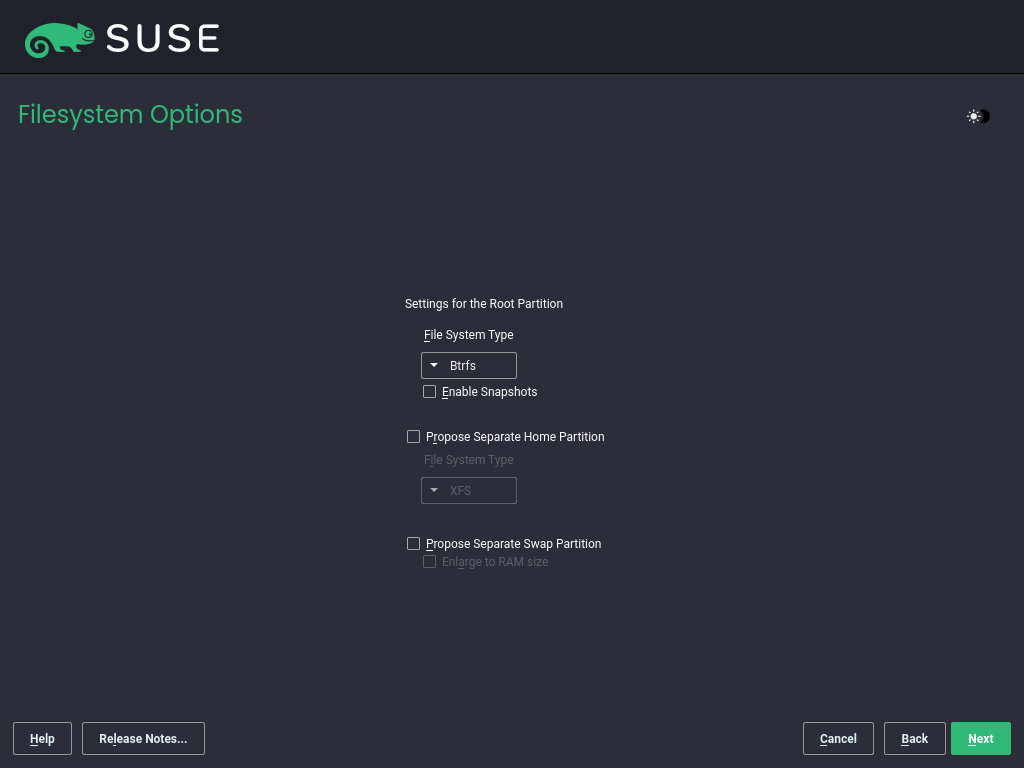 SUSE
Filesystem Options
Settings for the Root Partition
File System Type
Btrfs
Enable Snapshots
Propose Separate Home Partition
File System Type
XFS
Propose Separate Swap Partition
Enlarge to RAM size
Help Release Notes... Cancel Back Next